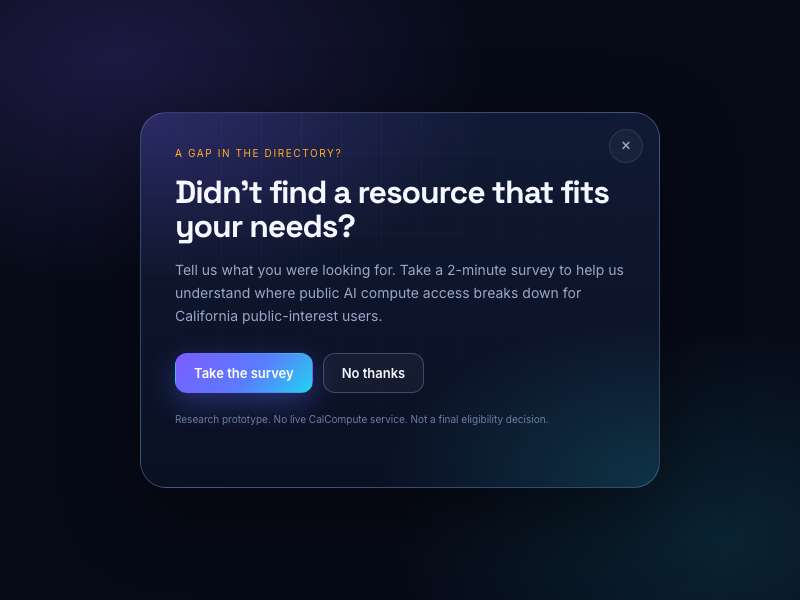 A GAP IN THE DIRECTORY?
×
Didn’t find a resource that fits
your needs?
Tell us what you were looking for. Take a 2-minute survey to help us
understand where public AI compute access breaks down for
California public-interest users.
Take the survey
No thanks
Research prototype. No live CalCompute service. Not a final eligibility decision.